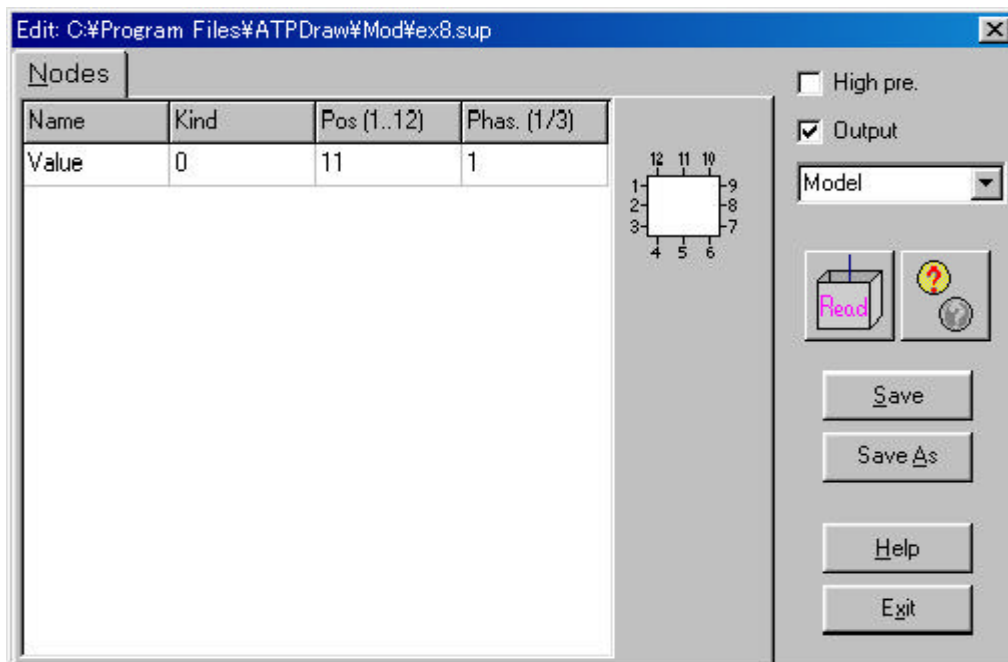 Edit: C:¥Program Files¥ATPDraw¥Mod¥ex8.sup
Nodes
Name Kind Pos (1..12) Phas. (1/3)
Value 0 11 1
12 11 10
1 9
2 8
3 7
4 5 6
High pre.
Output
Model
Read
Save
Save As
Help
Exit